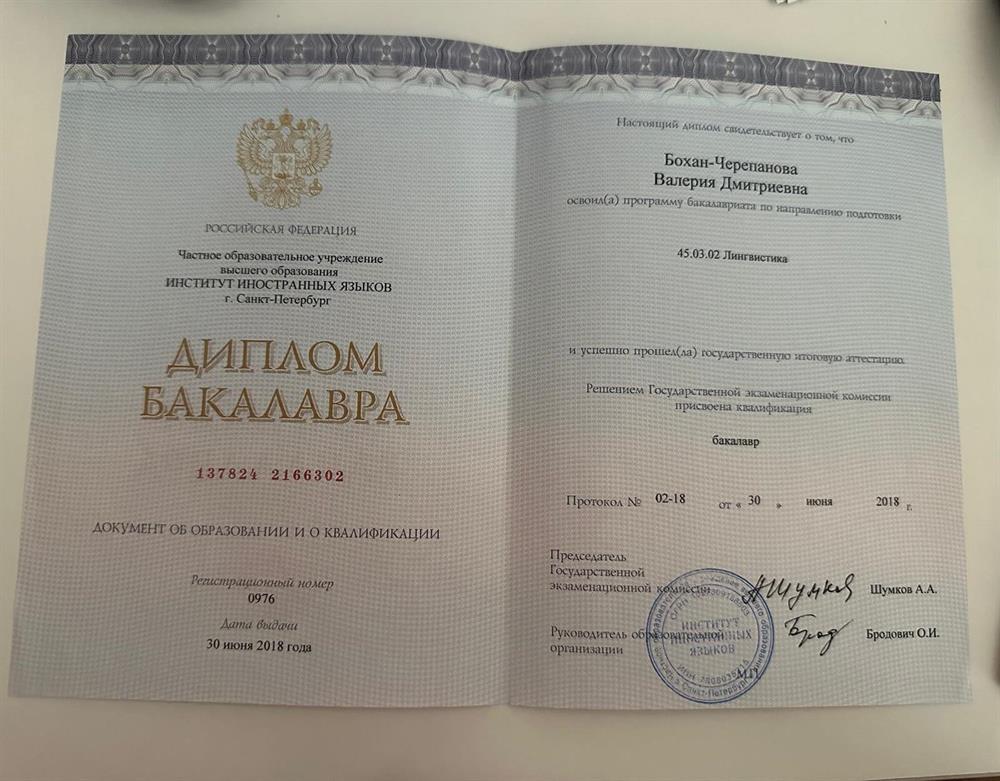 РОССИЙСКАЯ ФЕДЕРАЦИЯ
Частное образовательное учреждение
высшего образования
ИНСТИТУТ ИНОСТРАННЫХ ЯЗЫКОВ
г. Санкт-Петербург
ДИПЛОМ
БАКАЛАВРА
137824 2166302
ДОКУМЕНТ ОБ ОБРАЗОВАНИИ И О КВАЛИФИКАЦИИ
Регистрационный номер
0976
Дата выдачи
30 июня 2018 года
Настоящий диплом свидетельствует о том, что
Бохан-Черепанова
Валерия Дмитриевна
освоил(а) программу бакалавриата по направлению подготовки
45.03.02 Лингвистика
и успешно прошел(ла) государственную итоговую аттестацию.
Решением Государственной экзаменационной комиссии
присвоена квалификация
бакалавр
Протокол № 02-18 от « 30 » июня 2018 г.
Председатель
Государственной
экзаменационной комиссии Шумков Шумков А.А.
Руководитель образовательной Брод Бродович О.И.
организации
М.П.
ИНСТИТУТ
ИНОСТРАННЫХ
ЯЗЫКОВ